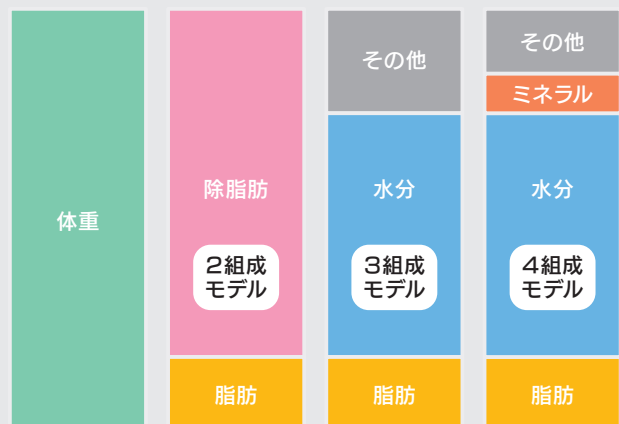 体重
除脂肪
2組成
モデル
脂肪
その他
水分
3組成
モデル
脂肪
その他
ミネラル
水分
4組成
モデル
脂肪